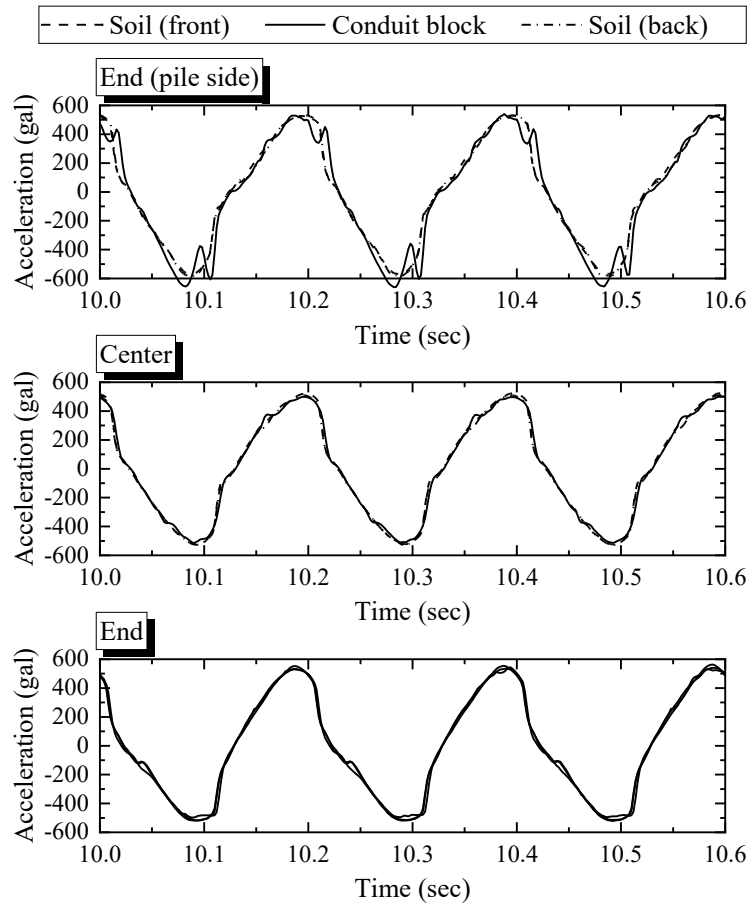 Soil (front) Conduit block Soil (back)
End (pile side)
600
400
200
0
-200
-400
-600
Acceleration (gal)
10.0 10.1 10.2 10.3 10.4 10.5 10.6
Time (sec)
Center
600
400
200
0
-200
-400
-600
Acceleration (gal)
10.0 10.1 10.2 10.3 10.4 10.5 10.6
Time (sec)
End
600
400
200
0
-200
-400
-600
Acceleration (gal)
10.0 10.1 10.2 10.3 10.4 10.5 10.6
Time (sec)